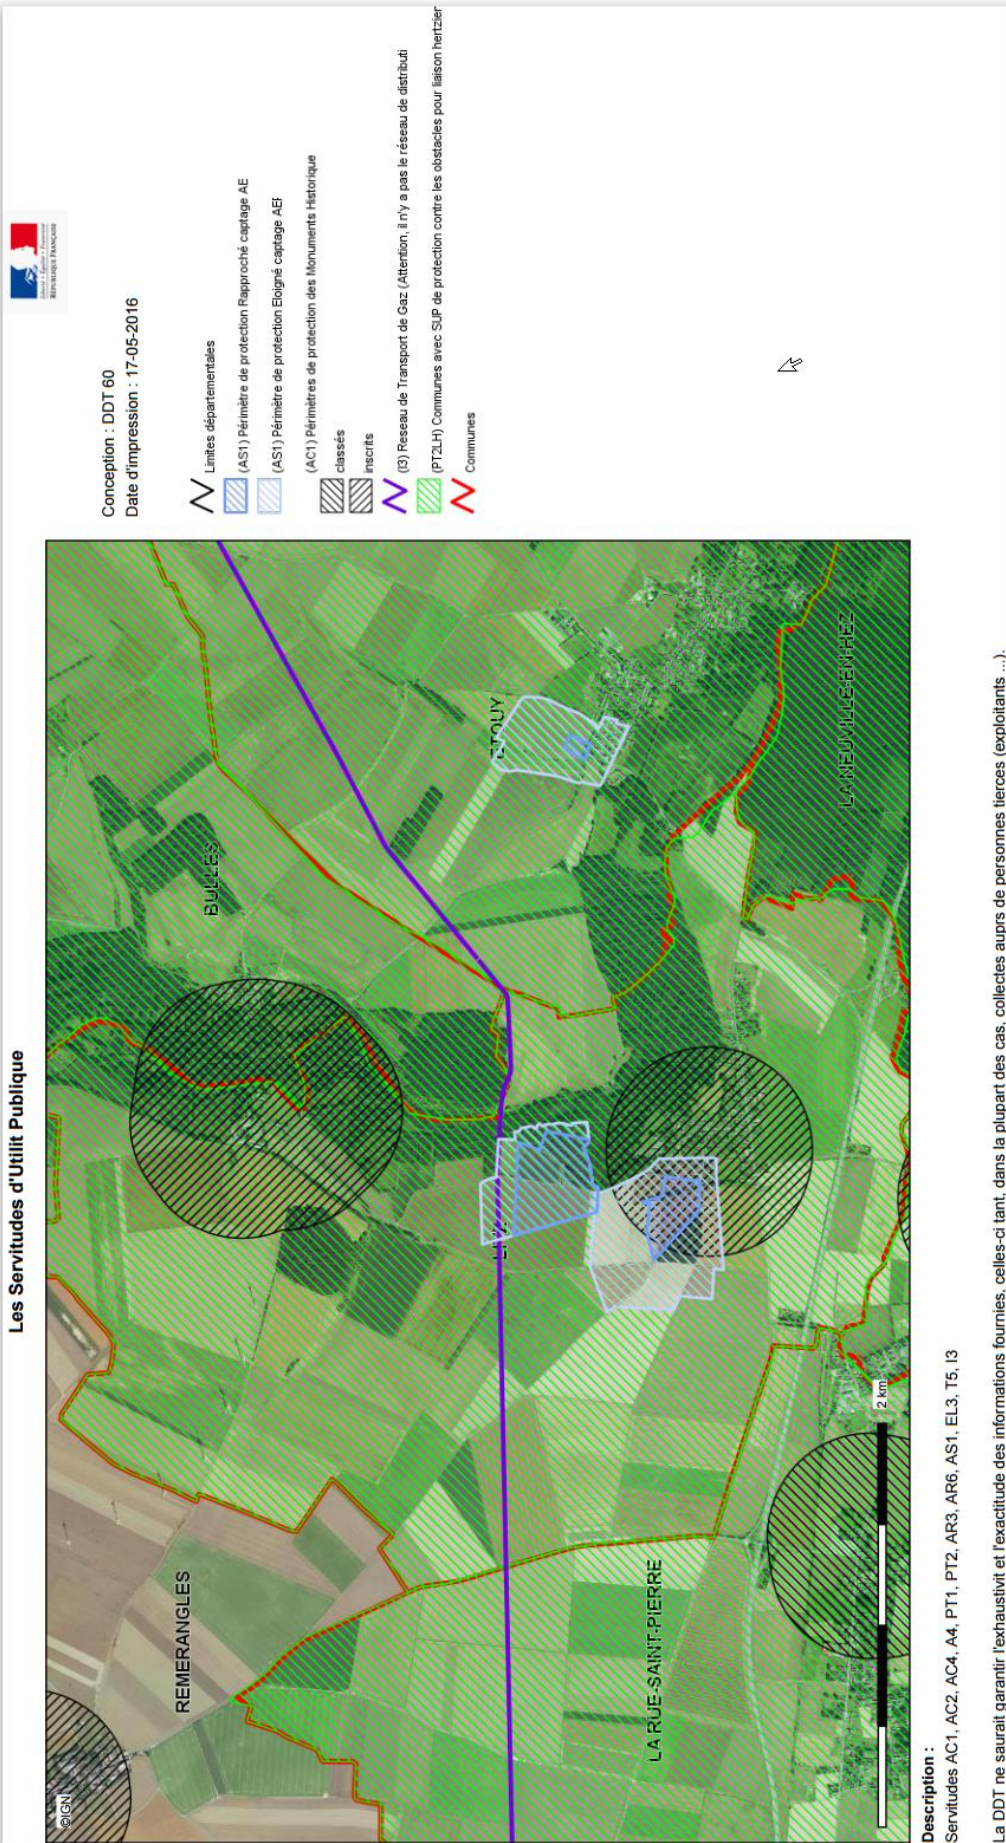 Les Servitudes d'Utilit Publique
Liberté • Égalité • Fraternité
RÉPUBLIQUE FRANÇAISE
Conception : DDT 60
Date d'impression : 17-05-2016
Limites départementales
(AS1) Périmètre de protection Rapproché captage AE
(AS1) Périmètre de protection Eloigné captage AEI
(AC1) Périmètres de protection des Monuments Historique
classés
inscrits
(I3) Reseau de Transport de Gaz (Attention, il n'y a pas le réseau de distributi
(PT2LH) Communes avec SUP de protection contre les obstacles pour liaison hertzier
Communes
©IGN
REMERANGLES
BULLES
ETOUY
LA RUE-SAINT-PIERRE
LA NEUVILLE-EN-HEZ
2 km
Description :
Servitudes AC1, AC2, AC4, A4, PT1, PT2, AR3, AR6, AS1, EL3, T5, I3
La DDT ne saurait garantir l'exhaustivit et l'exactitude des informations fournies, celles-ci tant, dans la plupart des cas, collectes auprs de personnes tierces (exploitants ...).